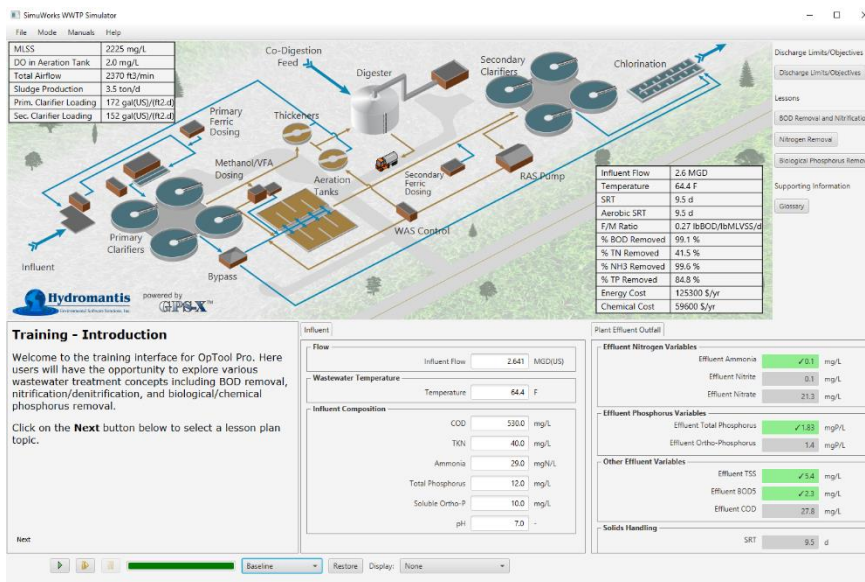 SimuWorks WWTP Simulator
File Mode Manuals Help
MLSS 2225 mg/L
DO in Aeration Tank 2.0 mg/L
Total Airflow 2370 ft3/min
Sludge Production 3.5 ton/d
Prim. Clarifier Loading 172 gal(US)/(ft2.d)
Sec. Clarifier Loading 152 gal(US)/(ft2.d)
Co-Digestion
Feed
Digester
Secondary
Clarifiers
Chlorination
Primary
Ferric
Dosing
Thickeners
Methanol/VFA
Dosing
Aeration
Tanks
Secondary
Ferric
Dosing
RAS Pump
WAS Control
Primary
Clarifiers
Bypass
Influent
Hydromantis
Environmental Software Solutions, Inc.
powered by
GPS-X™
Influent Flow 2.6 MGD
Temperature 64.4 F
SRT 9.5 d
Aerobic SRT 9.5 d
F/M Ratio 0.27 lbBOD/lbMLVSS/d
% BOD Removed 99.1 %
% TN Removed 41.5 %
% NH3 Removed 99.6 %
% TP Removed 84.8 %
Energy Cost 125300 $/yr
Chemical Cost 59600 $/yr
Discharge Limits/Objectives
Discharge Limits/Objectives
Lessons
BOD Removal and Nitrificatio
Nitrogen Removal
Biological Phosphorus Remov
Supporting Information
Glossary
Training - Introduction
Welcome to the training interface for OpTool Pro. Here
users will have the opportunity to explore various
wastewater treatment concepts including BOD removal,
nitrification/denitrification, and biological/chemical
phosphorus removal.
Click on the Next button below to select a lesson plan
topic.
Next
Influent
Flow
Influent Flow 2.641 MGD(US)
Wastewater Temperature
Temperature 64.4 F
Influent Composition
COD 530.0 mg/L
TKN 40.0 mg/L
Ammonia 29.0 mgN/L
Total Phosphorus 12.0 mg/L
Soluble Ortho-P 10.0 mg/L
pH 7.0 -
Plant Effluent Outfall
Effluent Nitrogen Variables
Effluent Ammonia ✓0.1 mg/L
Effluent Nitrite 0.1 mg/L
Effluent Nitrate 21.3 mg/L
Effluent Phosphorus Variables
Effluent Total Phosphorus ✓1.83 mgP/L
Effluent Ortho-Phosphorus 1.4 mgP/L
Other Effluent Variables
Effluent TSS ✓5.4 mg/L
Effluent BOD5 ✓2.3 mg/L
Effluent COD 27.8 mg/L
Solids Handling
SRT 9.5 d
Baseline Restore Display: None